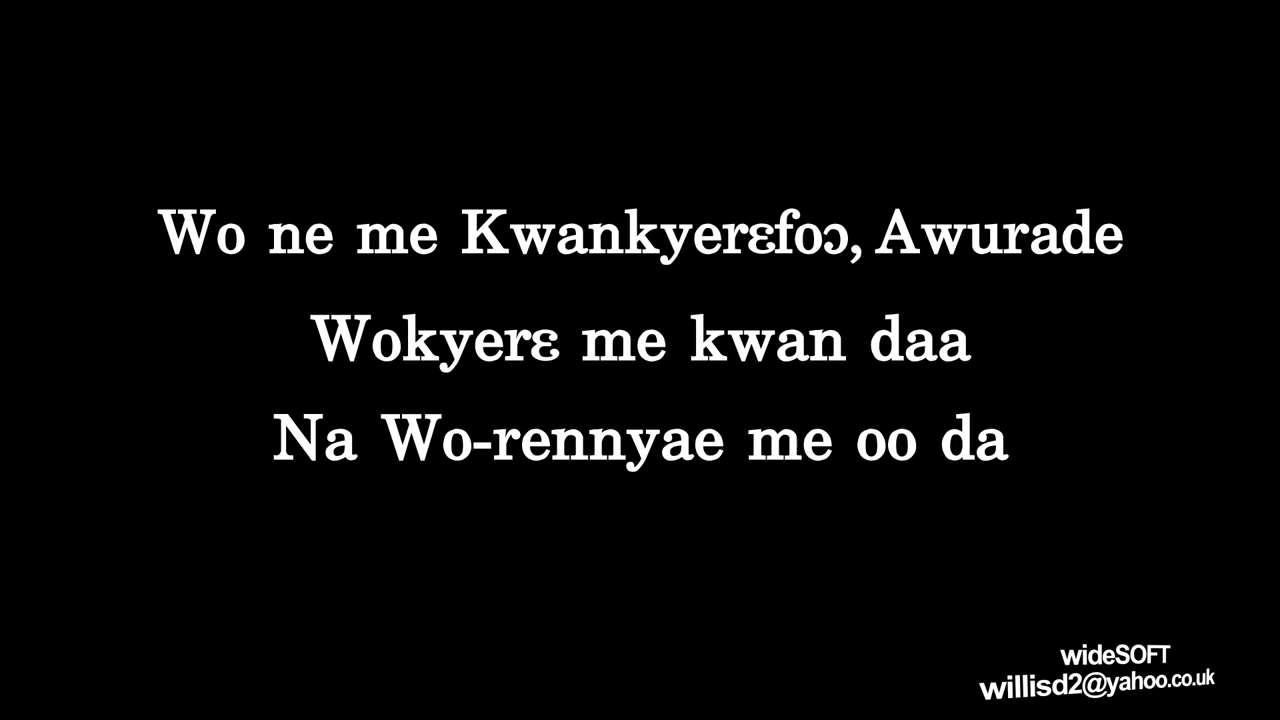 Wo ne me Kwankyerɛfoɔ, Awurade
Wokyerɛ me kwan daa
Na Wo-rennyae me oo da
wideSOFT
willisd2@yahoo.co.uk